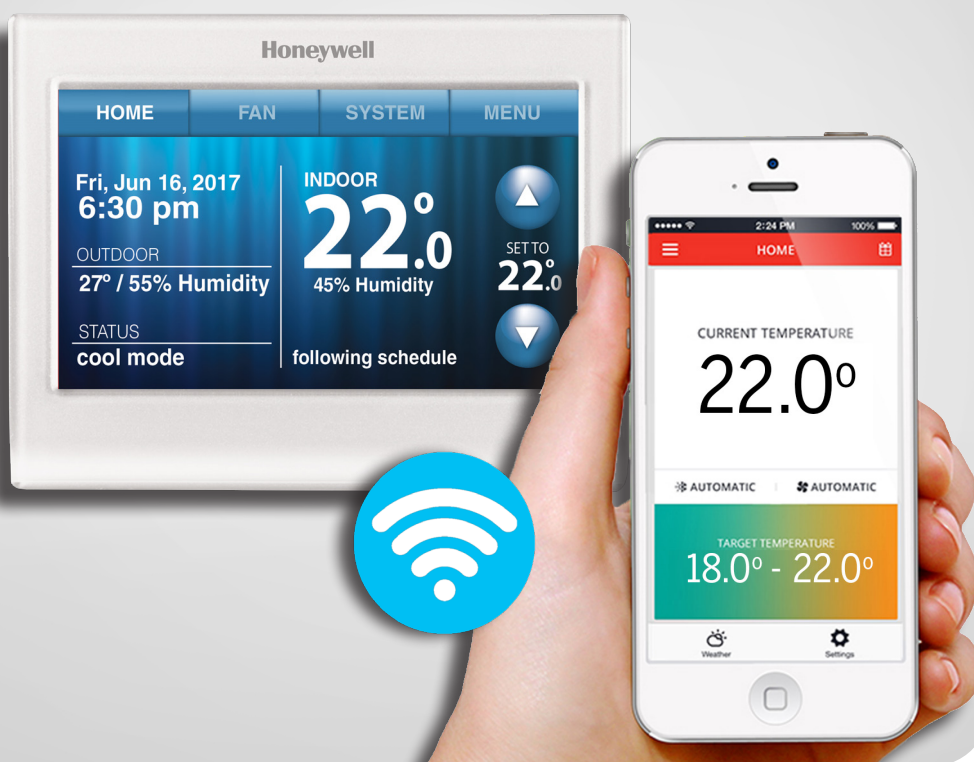 Honeywell
HOME FAN SYSTEM MENU
Fri, Jun 16, 2017
6:30 pm
OUTDOOR
27° / 55% Humidity
STATUS
cool mode
INDOOR
22.0°
45% Humidity
following schedule
SET TO
22.0°
2:24 PM 100%
HOME
CURRENT TEMPERATURE
22.0°
AUTOMATIC AUTOMATIC
TARGET TEMPERATURE
18.0° - 22.0°
Weather Settings